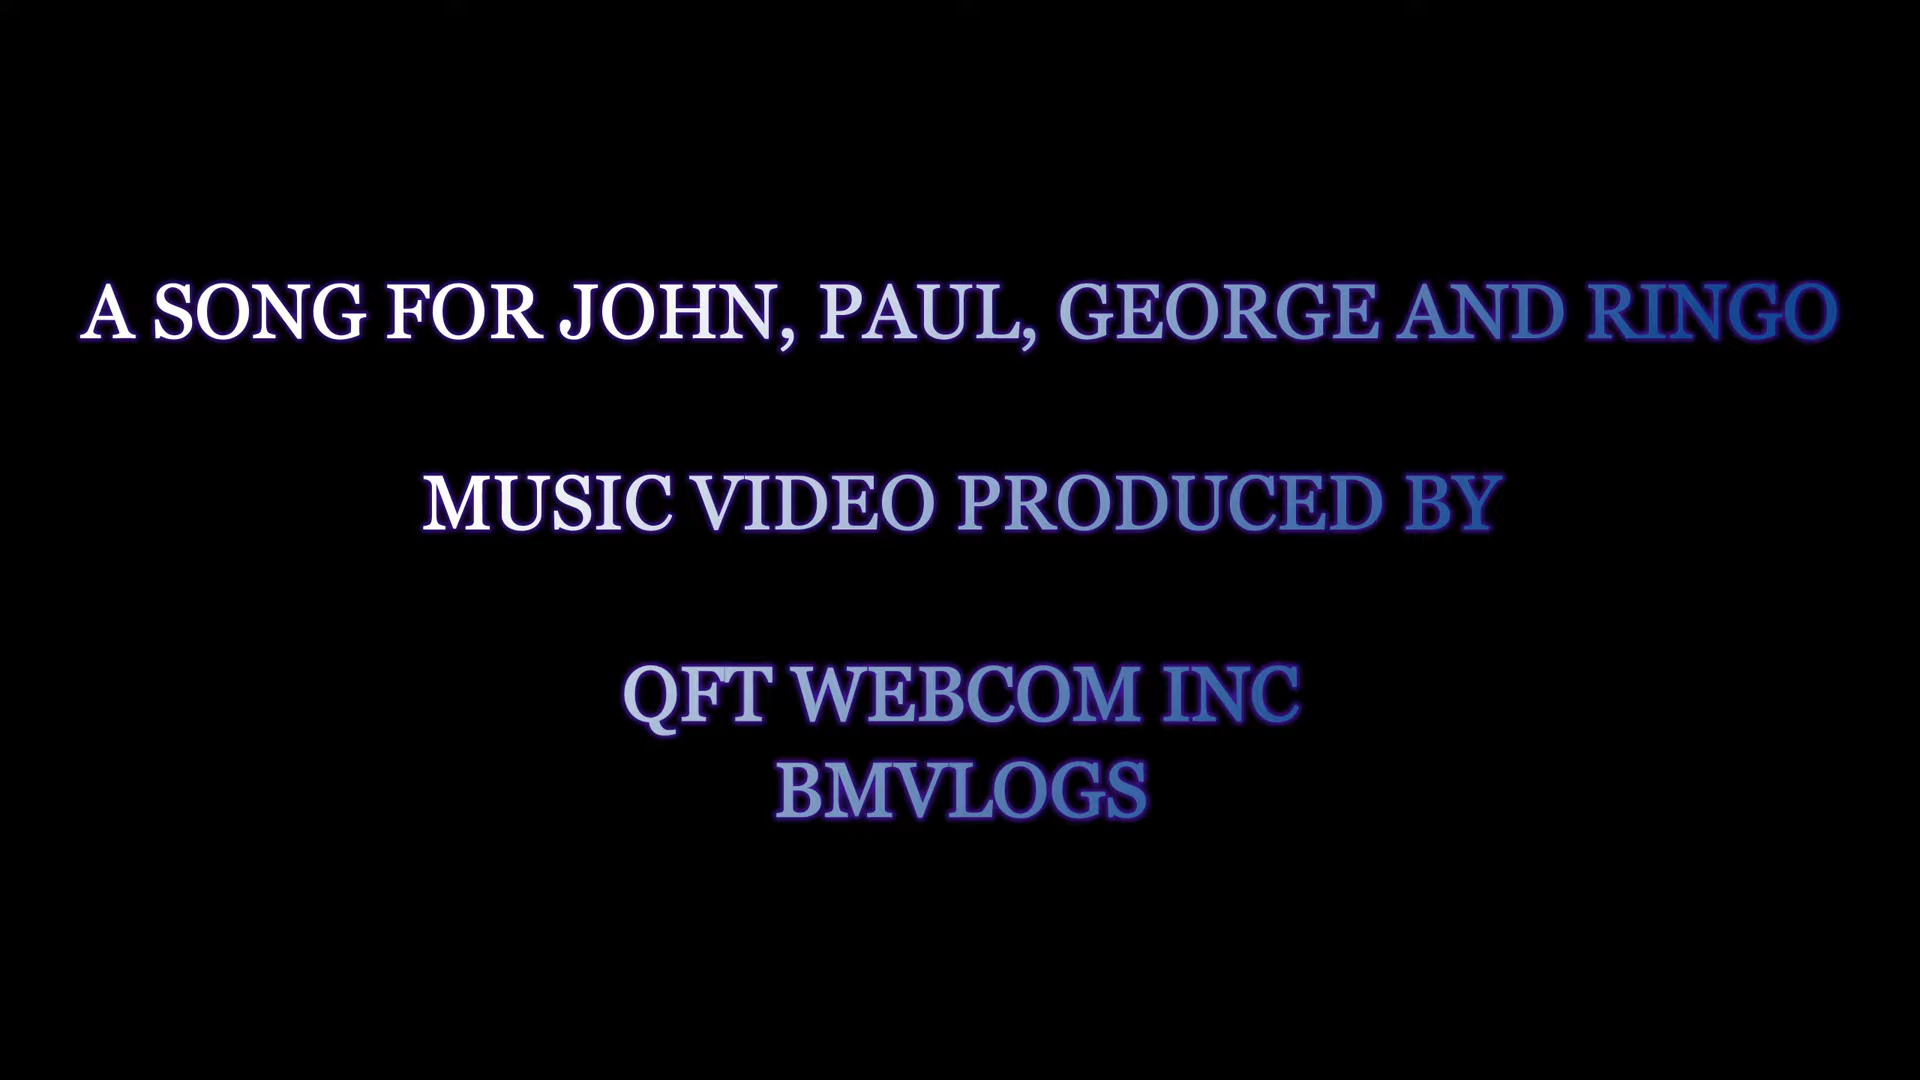 A SONG FOR JOHN, PAUL, GEORGE AND RINGO
MUSIC VIDEO PRODUCED BY
QFT WEBCOM INC
BMVLOGS